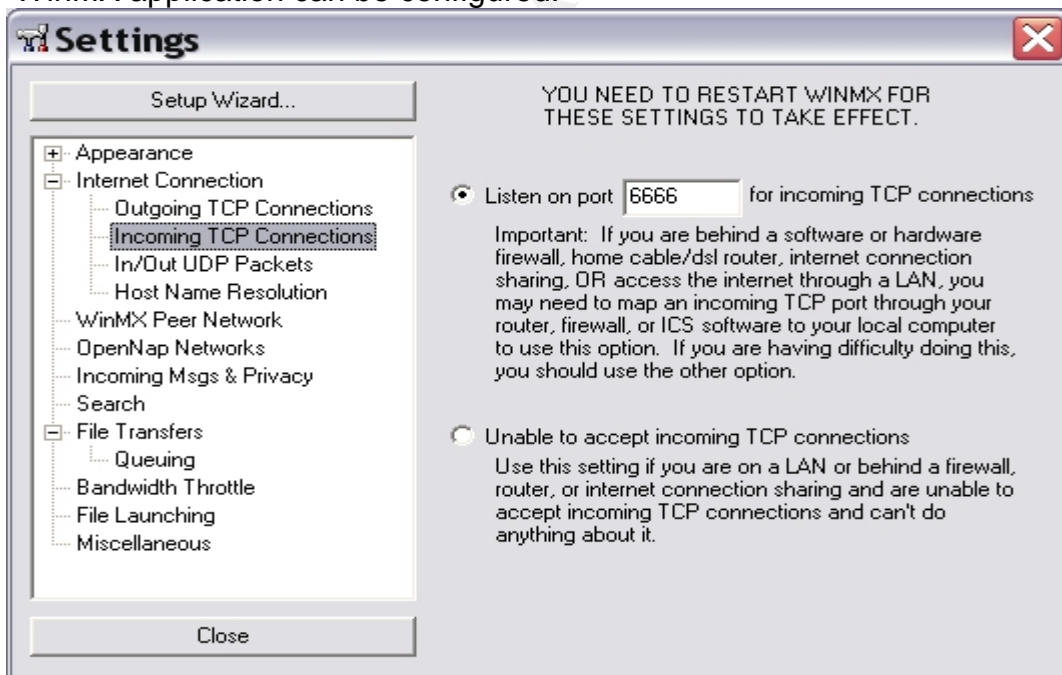 WinMX application can be configured.
Settings
Setup Wizard...
Appearance
Internet Connection
Outgoing TCP Connections
Incoming TCP Connections
In/Out UDP Packets
Host Name Resolution
WinMX Peer Network
OpenNap Networks
Incoming Msgs & Privacy
Search
File Transfers
Queuing
Bandwidth Throttle
File Launching
Miscellaneous
Close
YOU NEED TO RESTART WINMX FOR
THESE SETTINGS TO TAKE EFFECT.
Listen on port 6666 for incoming TCP connections
Important: If you are behind a software or hardware
firewall, home cable/dsl router, internet connection
sharing, OR access the internet through a LAN, you
may need to map an incoming TCP port through your
router, firewall, or ICS software to your local computer
to use this option. If you are having difficulty doing this,
you should use the other option.
Unable to accept incoming TCP connections
Use this setting if you are on a LAN or behind a firewall,
router, or internet connection sharing and are unable to
accept incoming TCP connections and can't do
anything about it.